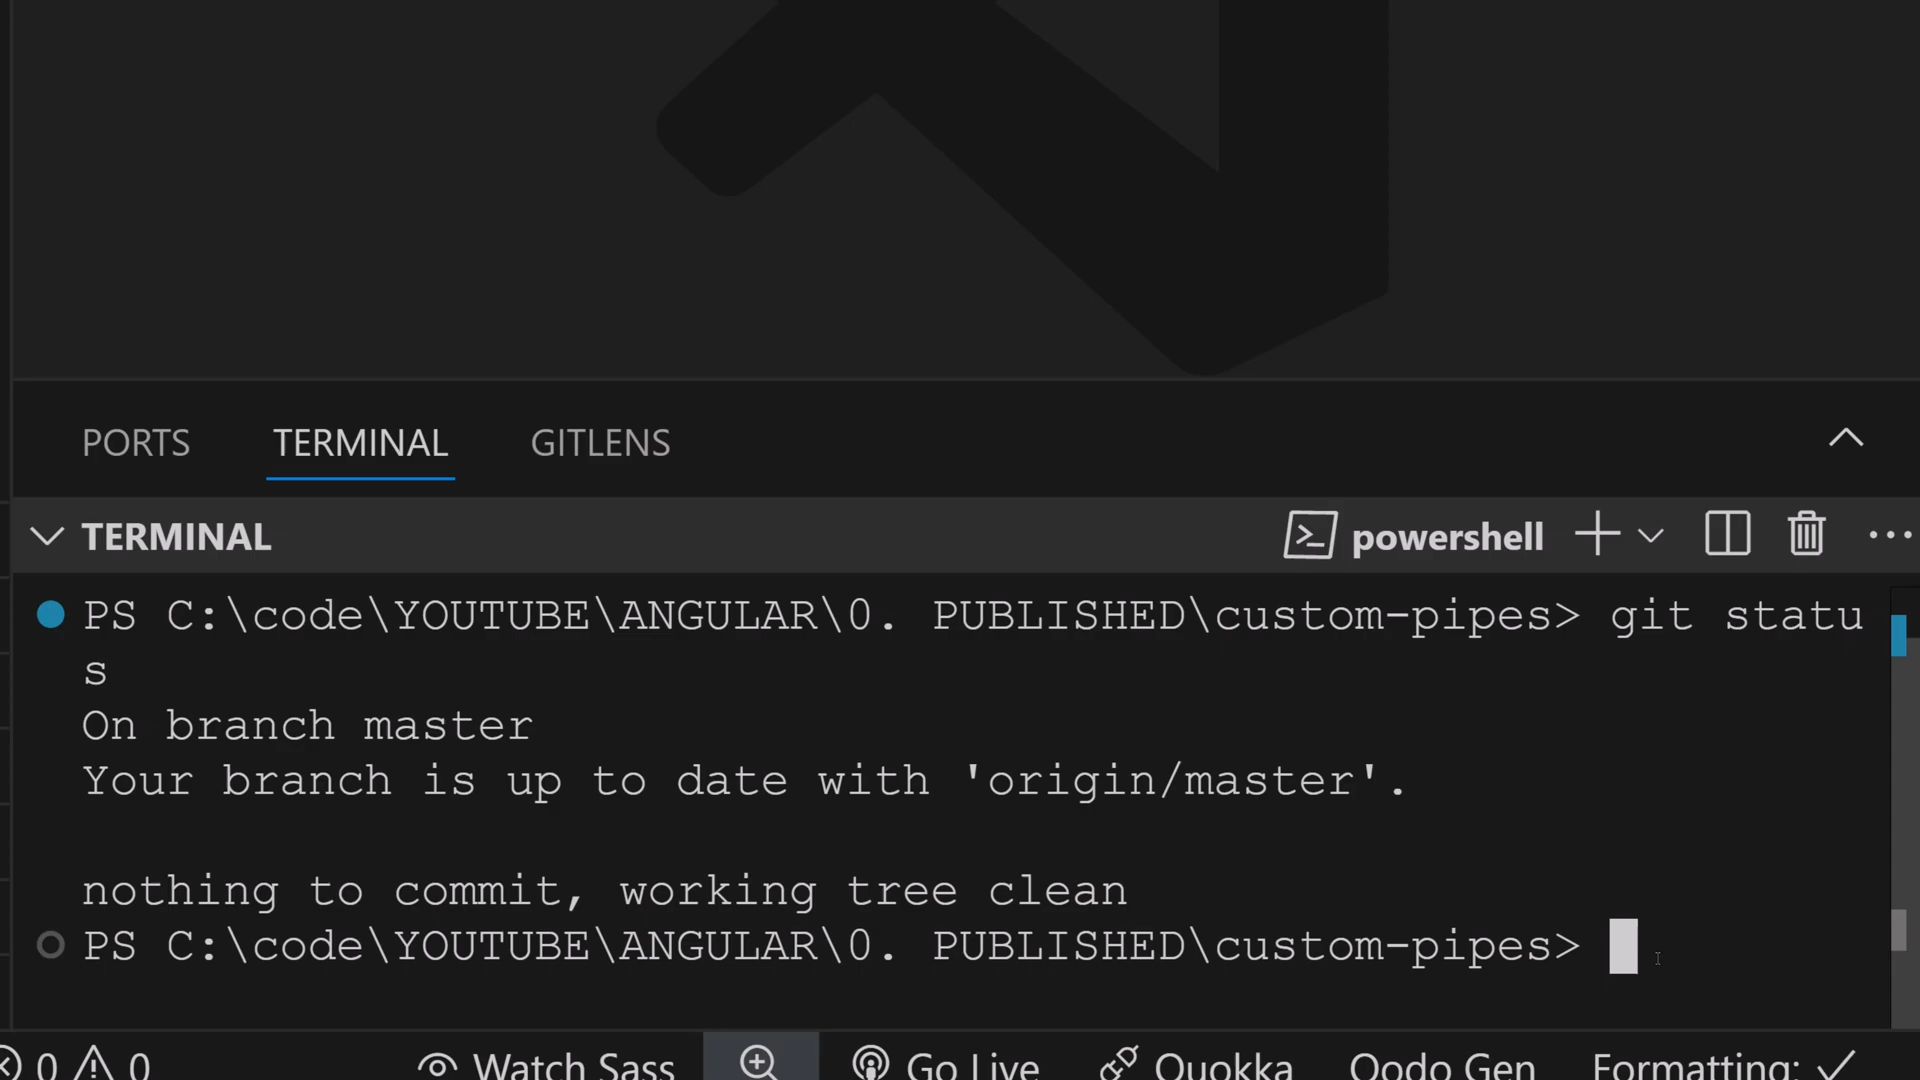 PORTS TERMINAL GITLENS
TERMINAL powershell
PS C:\code\YOUTUBE\ANGULAR\0. PUBLISHED\custom-pipes> git statu
s
On branch master
Your branch is up to date with 'origin/master'.
nothing to commit, working tree clean
PS C:\code\YOUTUBE\ANGULAR\0. PUBLISHED\custom-pipes>
0 0 Watch Sass Go Live Quokka Qodo Gen Formatting: